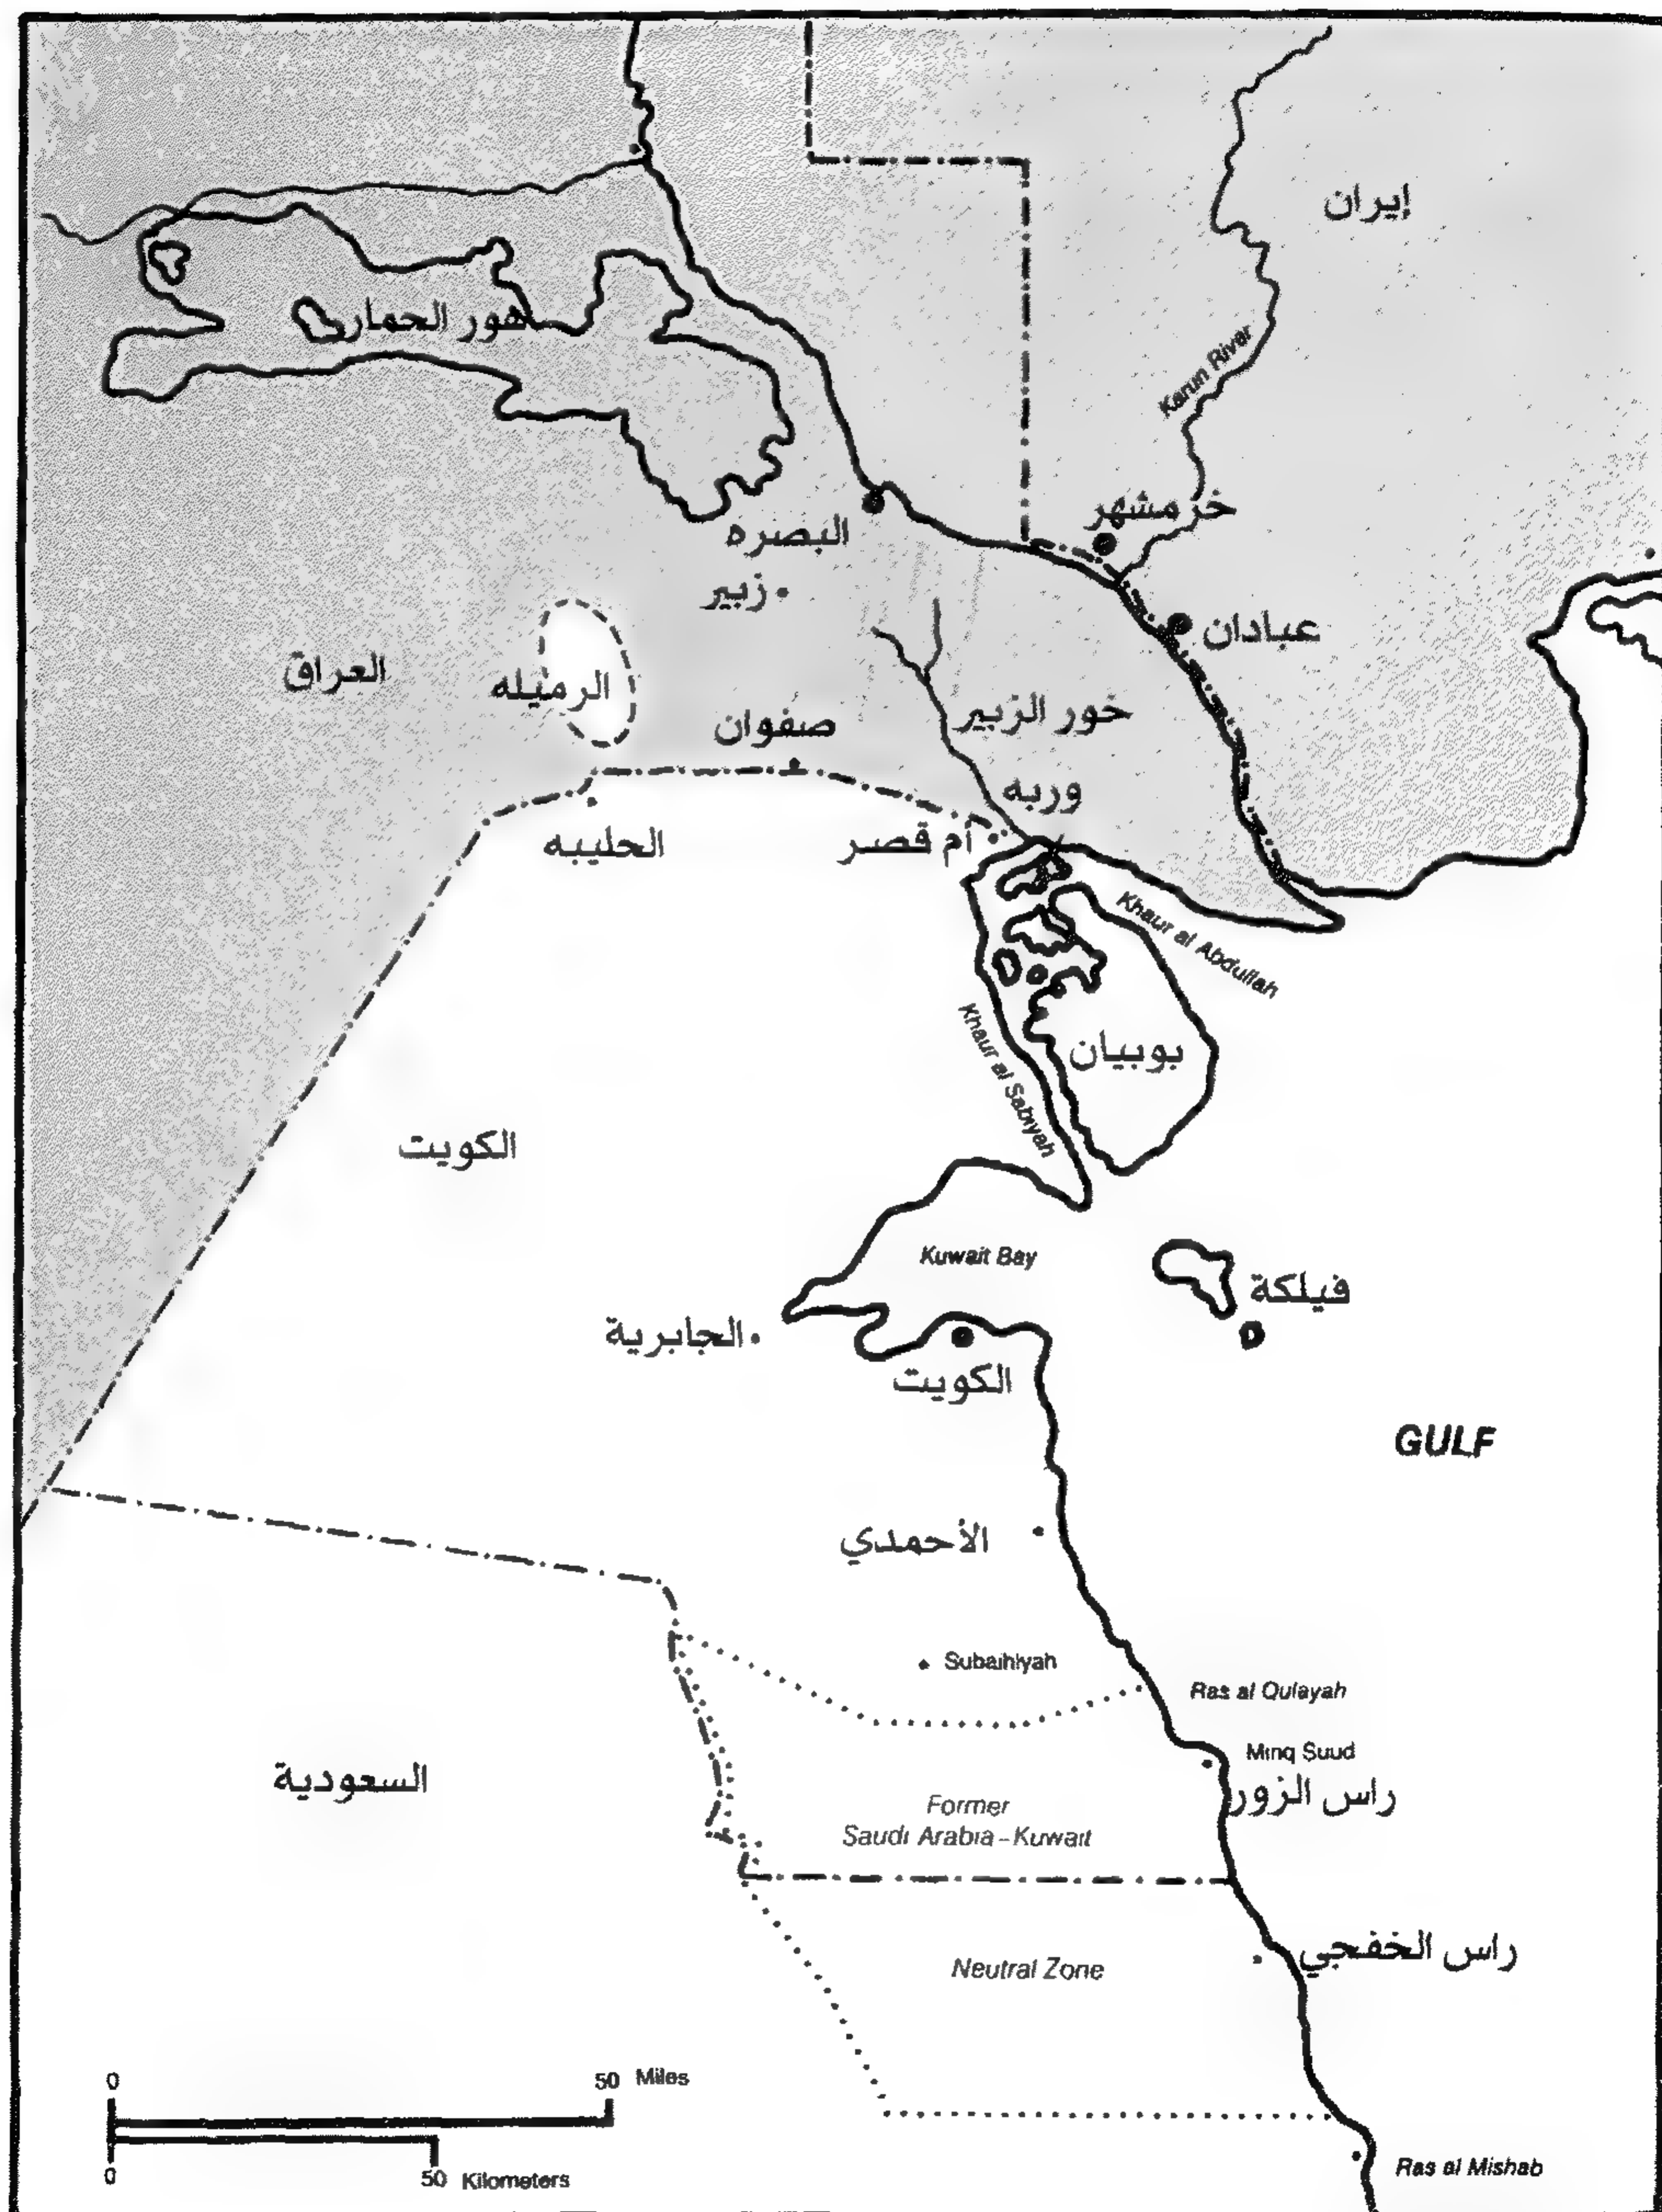 إيران
هور الحمار
Karun River
خرمشهر
البصره
زبير
عبادان
العراق
الرميله
خور الزبير
صفوان
وربه
الحليبه
أم قصر
Khaur al Abdullah
Khaur al Sabiyah
بوبيان
الكويت
Kuwait Bay
فيلكة
الجابرية
الكويت
GULF
الأحمدي
Subaihiyah
Ras al Qulayah
Minq Suud
السعودية
راس الزور
Former
Saudi Arabia-Kuwait
راس الخفجي
Neutral Zone
0 50 Miles
0 50 Kilometers
Ras al Mishab